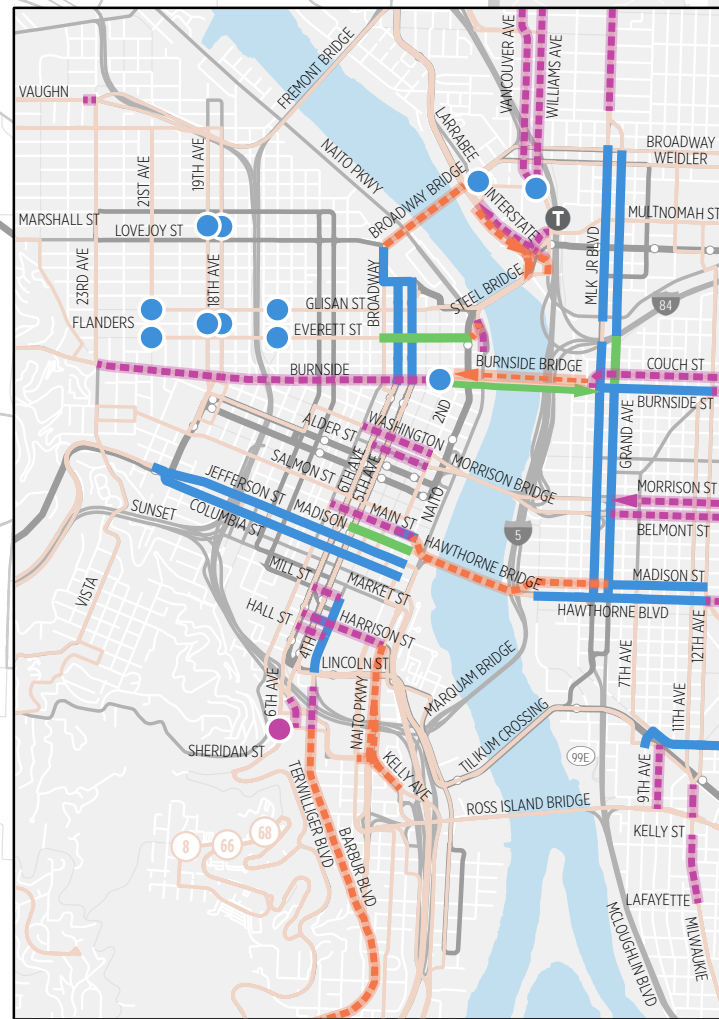 FREMONT BRIDGE
VANCOUVER AVE
WILLIAMS AVE
VAUGHN
LARRABEE
NAITO PKWY
BROADWAY
WEIDLER
21ST AVE
19TH AVE
BROADWAY BRIDGE
INTERSTATE
T
MULTNOMAH ST
MARSHALL ST
LOVEJOY ST
23RD AVE
18TH AVE
BROADWAY
STEEL BRIDGE
MLK JR BLVD
84
GLISAN ST
FLANDERS
EVERETT ST
BURNSIDE
BURNSIDE BRIDGE
COUCH ST
BURNSIDE ST
2ND
GRAND AVE
ALDER ST
WASHINGTON
6TH AVE
5TH AVE
SALMON ST
MORRISON BRIDGE
MORRISON ST
JEFFERSON ST
MADISON
MAIN ST
NAITO
SUNSET
COLUMBIA ST
5
BELMONT ST
HAWTHORNE BRIDGE
MADISON ST
MILL ST
MARKET ST
HAWTHORNE BLVD
VISTA
HALL ST
4TH
HARRISON ST
12TH AVE
LINCOLN ST
7TH AVE
MARQUAM BRIDGE
11TH AVE
6TH AVE
NAITO PKWY
TILIKUM CROSSING
SHERIDAN ST
99E
9TH AVE
KELLY AVE
TERWILLIGER BLVD
BARBUR BLVD
ROSS ISLAND BRIDGE
KELLY ST
8
66
68
LAFAYETTE
MCLOUGHLIN BLVD
MILWAUKIE